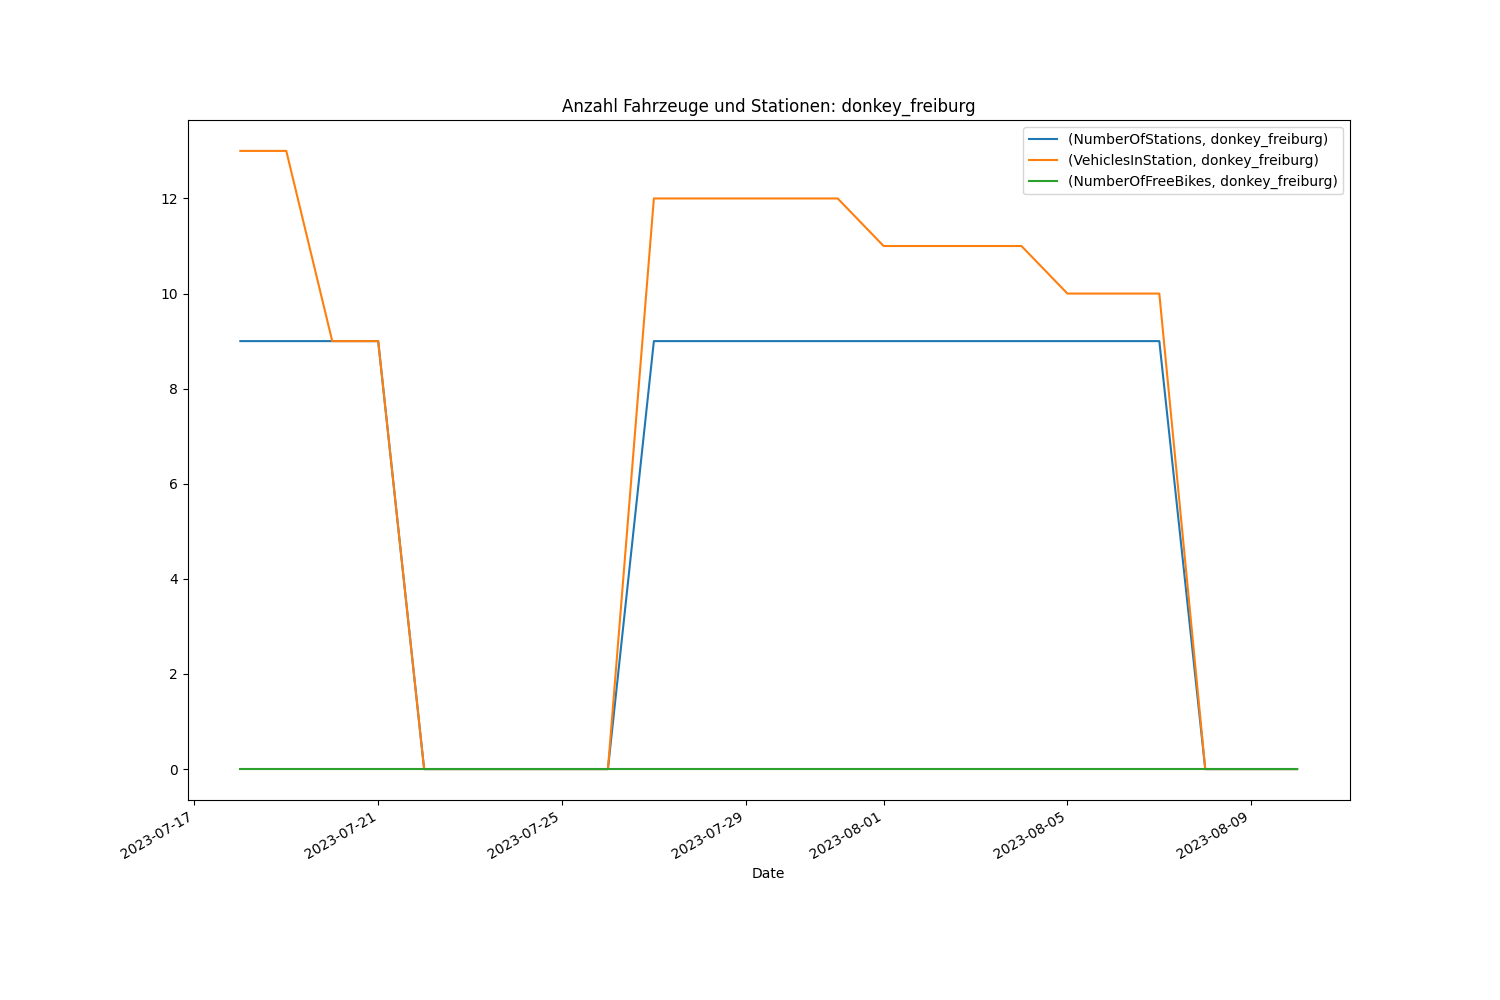 Anzahl Fahrzeuge und Stationen: donkey_freiburg
(NumberOfStations, donkey_freiburg)
(VehiclesInStation, donkey_freiburg)
(NumberOfFreeBikes, donkey_freiburg)
12
10
8
6
4
2
0
2023-07-17
2023-07-21
2023-07-25
2023-07-29
2023-08-01
2023-08-05
2023-08-09
Date